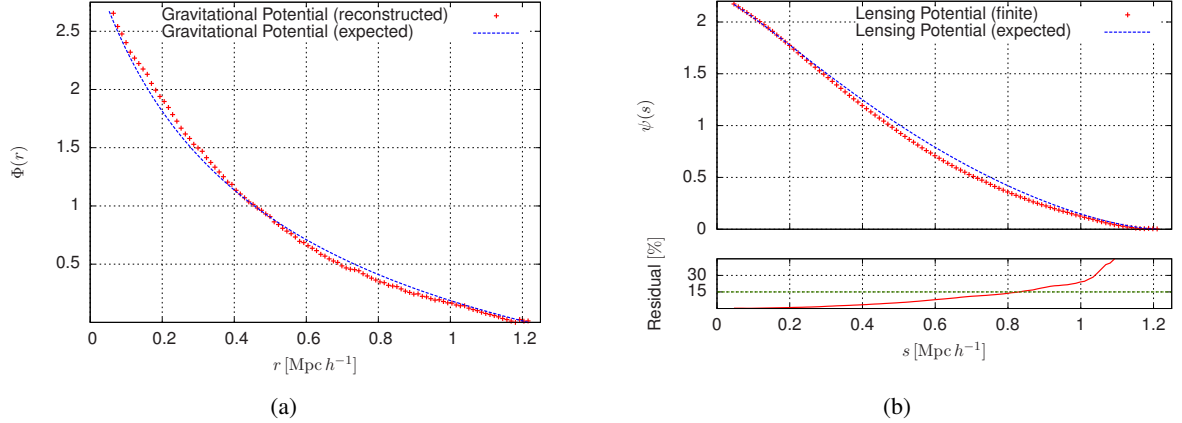 Gravitational Potential (reconstructed)
Gravitational Potential (expected)
2.5
2
1.5
1
0.5
Φ(r)
0 0.2 0.4 0.6 0.8 1 1.2
r [Mpc h⁻¹]
(a)
Lensing Potential (finite)
Lensing Potential (expected)
2
1.5
1
0.5
0
ψ(s)
Residual [%]
30
15
0 0.2 0.4 0.6 0.8 1 1.2
s [Mpc h⁻¹]
(b)